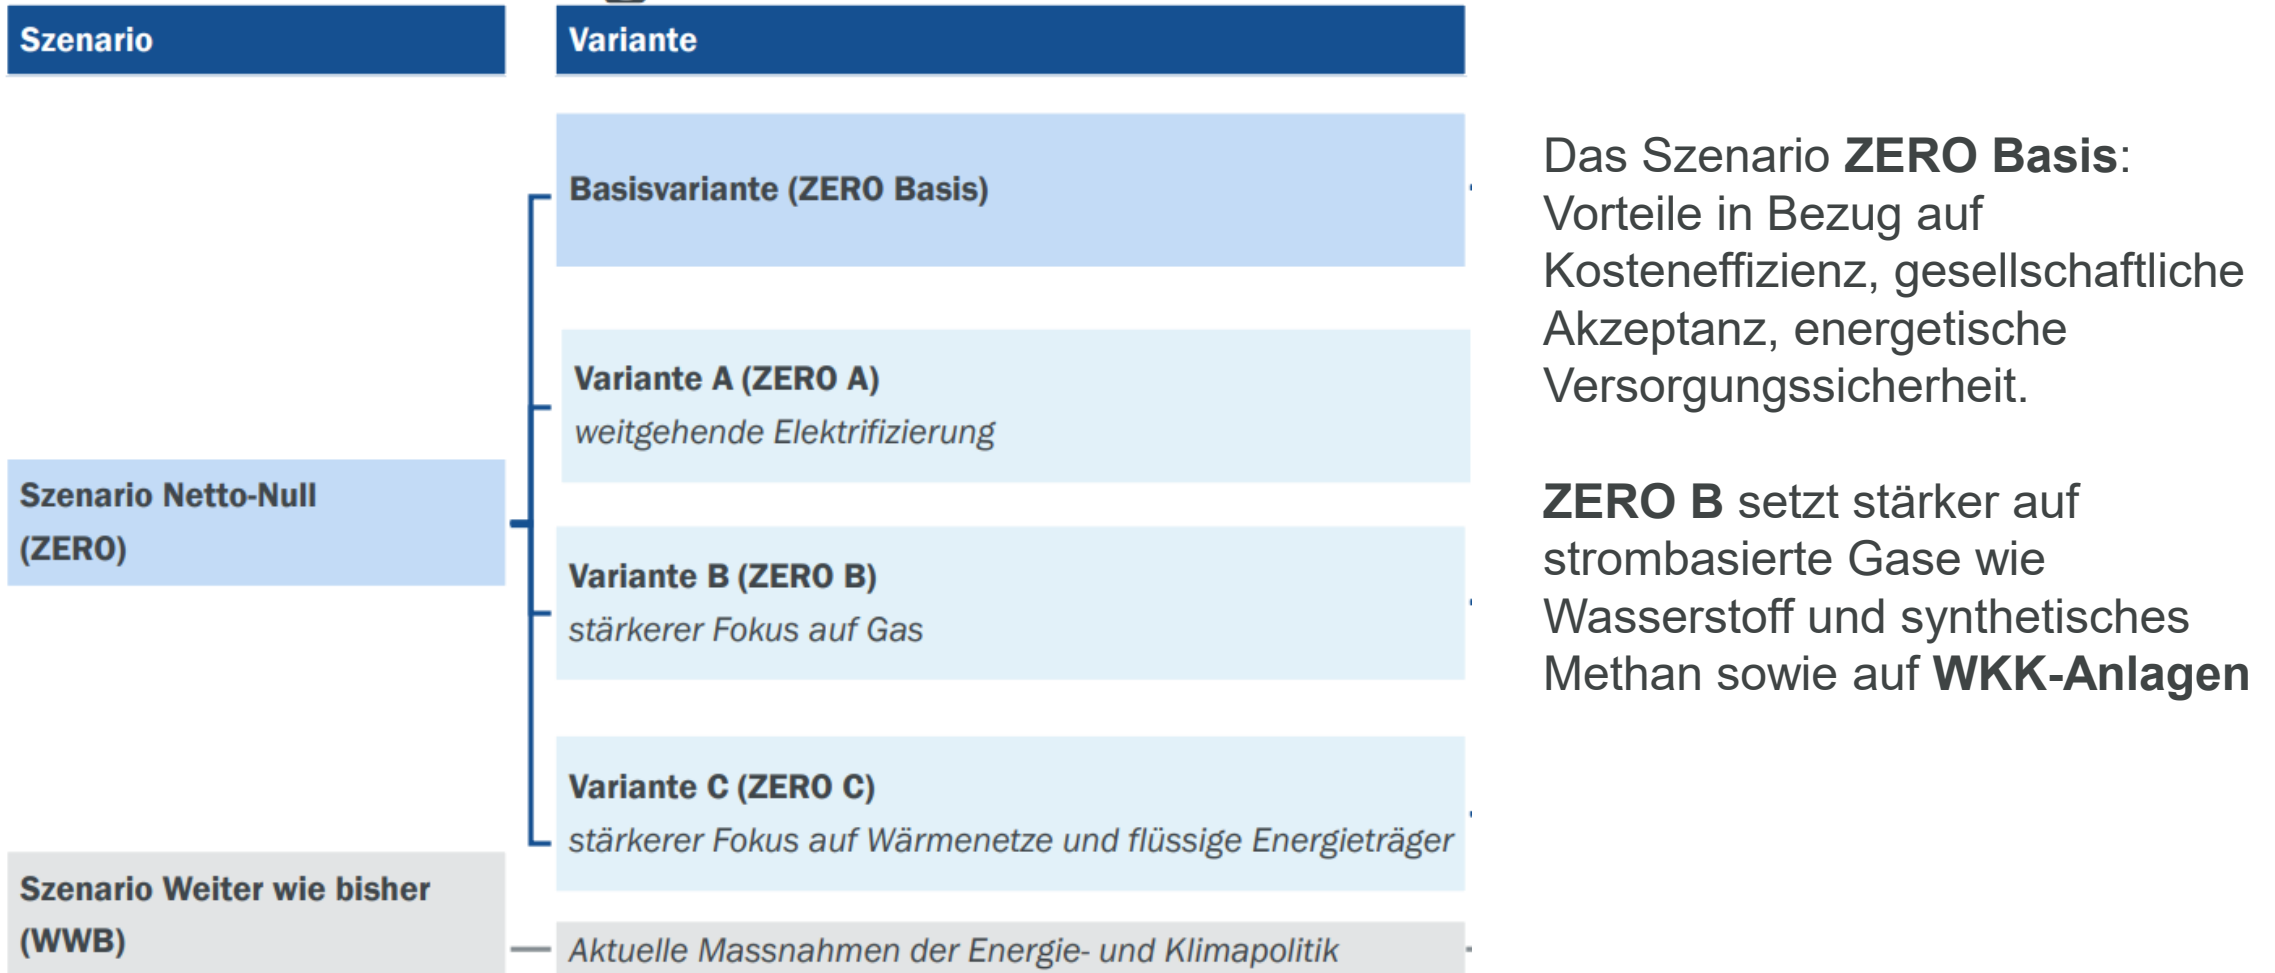 Szenario
Variante
Basisvariante (ZERO Basis)
Variante A (ZERO A)
weitgehende Elektrifizierung
Szenario Netto-Null
(ZERO)
Variante B (ZERO B)
stärkerer Fokus auf Gas
Variante C (ZERO C)
stärkerer Fokus auf Wärmenetze und flüssige Energieträger
Szenario Weiter wie bisher
(WWB)
Aktuelle Massnahmen der Energie- und Klimapolitik
Das Szenario ZERO Basis:
Vorteile in Bezug auf
Kosteneffizienz, gesellschaftliche
Akzeptanz, energetische
Versorgungssicherheit.
ZERO B setzt stärker auf
strombasierte Gase wie
Wasserstoff und synthetisches
Methan sowie auf WKK-Anlagen